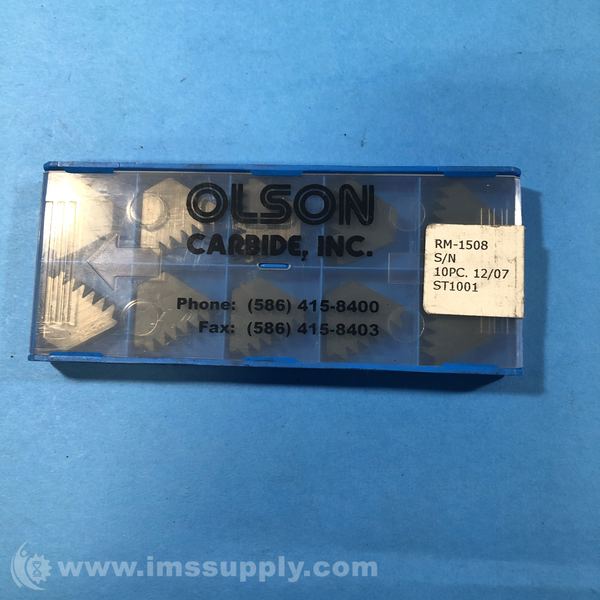 OLSON
CARBIDE, INC.
Phone: (586) 415-8400
Fax: (586) 415-8403
RM-1508
S/N
10PC. 12/07
ST1001
© www.imssupply.com